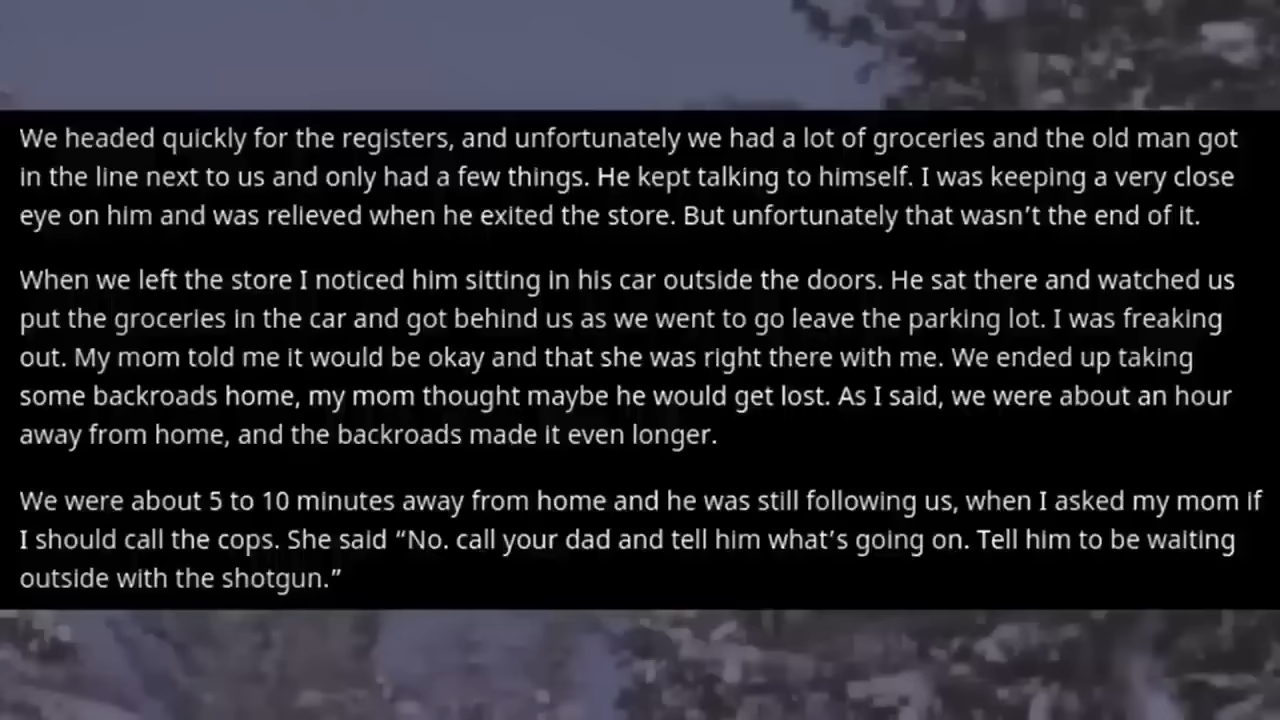 We headed quickly for the registers, and unfortunately we had a lot of groceries and the old man got
in the line next to us and only had a few things. He kept talking to himself. I was keeping a very close
eye on him and was relieved when he exited the store. But unfortunately that wasn’t the end of it.
When we left the store I noticed him sitting in his car outside the doors. He sat there and watched us
put the groceries in the car and got behind us as we went to go leave the parking lot. I was freaking
out. My mom told me it would be okay and that she was right there with me. We ended up taking
some backroads home, my mom thought maybe he would get lost. As I said, we were about an hour
away from home, and the backroads made it even longer.
We were about 5 to 10 minutes away from home and he was still following us, when I asked my mom if
I should call the cops. She said “No. call your dad and tell him what’s going on. Tell him to be waiting
outside with the shotgun.”